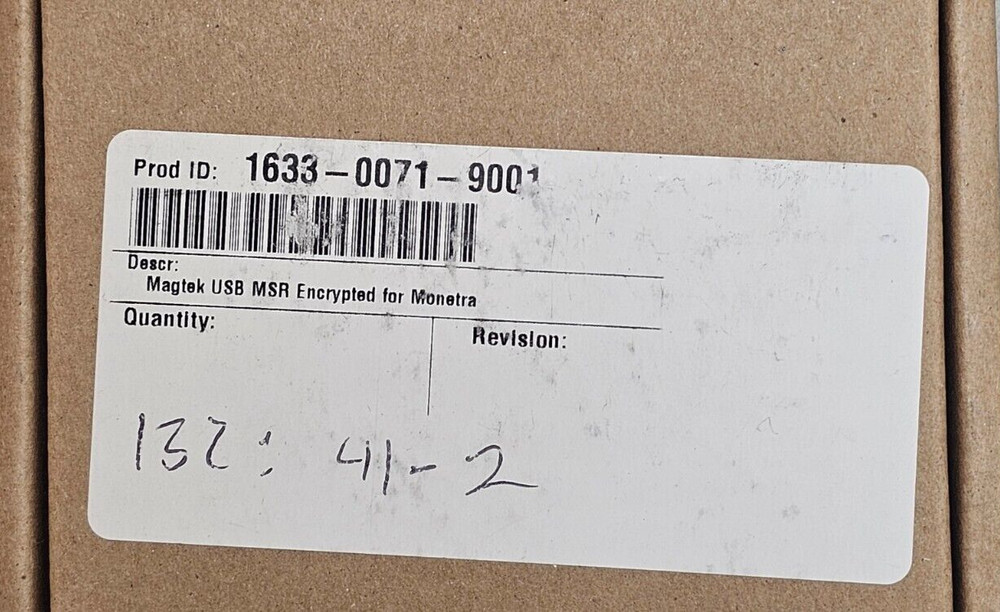 Prod ID: 1633-0071-9001
Descr:
Magtek USB MSR Encrypted for Monetra
Quantity:
Revision:
132: 41-2